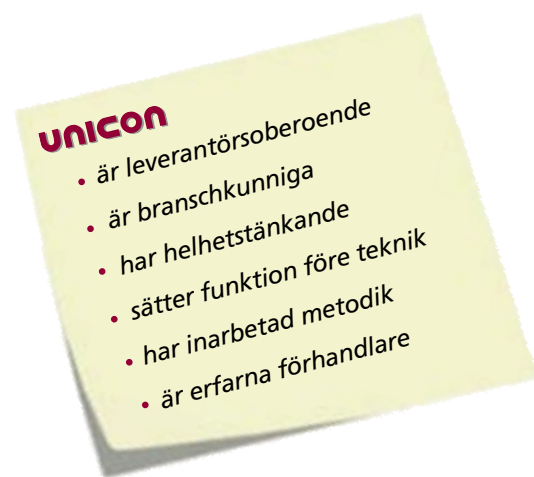 UNICON
• är leverantörsoberoende
• är branschkunniga
• har helhetstänkande
• sätter funktion före teknik
• har inarbetad metodik
• är erfarna förhandlare